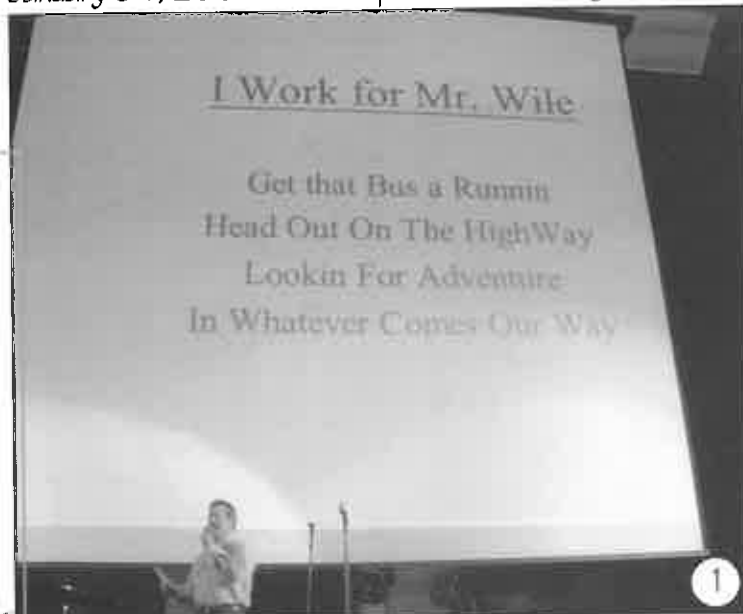 I Work for Mr. Wile
Get that Bus a Runnin
Head Out On The HighWay
Lookin For Adventure
In Whatever Comes Our Way
1